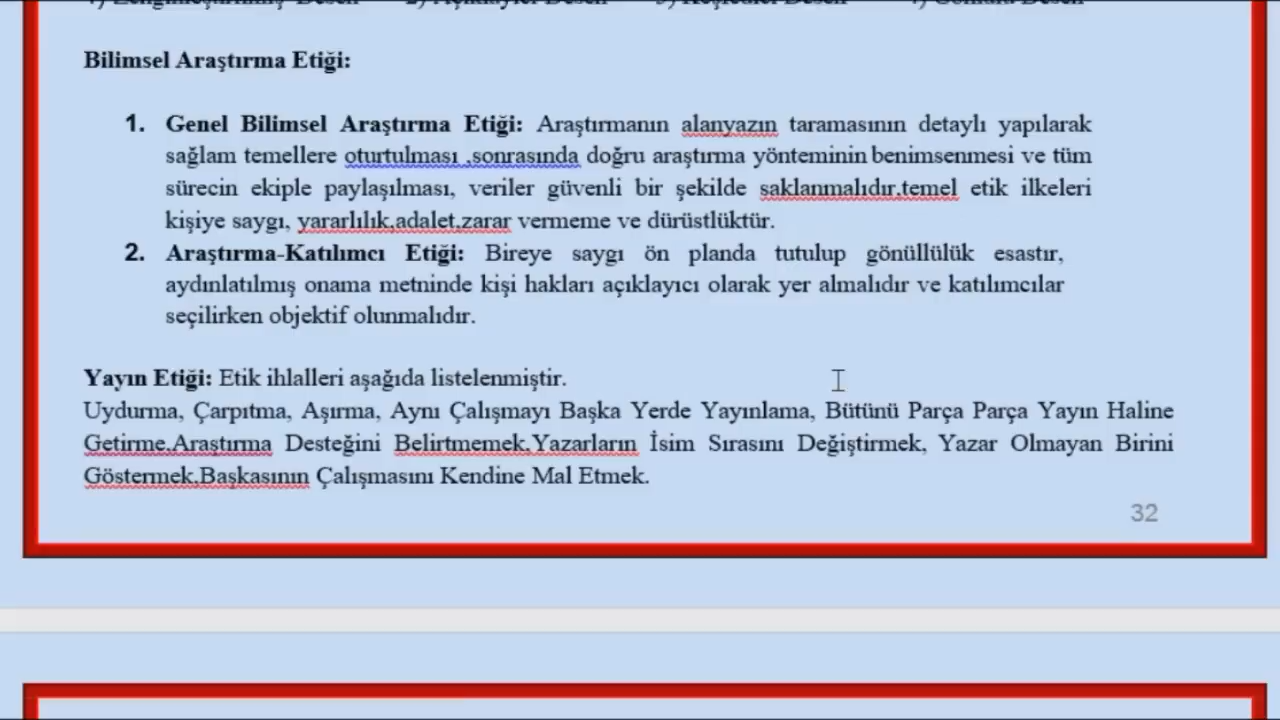 Bilimsel Araştırma Etiği:
1. Genel Bilimsel Araştırma Etiği: Araştırmanın alanyazın taramasının detaylı yapılarak
sağlam temellere oturtulması ,sonrasında doğru araştırma yönteminin benimsenmesi ve tüm
sürecin ekiple paylaşılması, veriler güvenli bir şekilde saklanmalıdır,temel etik ilkeleri
kişiye saygı, yararlılık,adalet,zarar vermeme ve dürüstlüktür.
2. Araştırma-Katılımcı Etiği: Bireye saygı ön planda tutulup gönüllülük esastır,
aydınlatılmış onama metninde kişi hakları açıklayıcı olarak yer almalıdır ve katılımcılar
seçilirken objektif olunmalıdır.
Yayın Etiği: Etik ihlalleri aşağıda listelenmiştir.
Uydurma, Çarpıtma, Aşırma, Aynı Çalışmayı Başka Yerde Yayınlama, Bütünü Parça Parça Yayın Haline
Getirme,Araştırma Desteğini Belirtmemek,Yazarların İsim Sırasını Değiştirmek, Yazar Olmayan Birini
Göstermek,Başkasının Çalışmasını Kendine Mal Etmek.
32